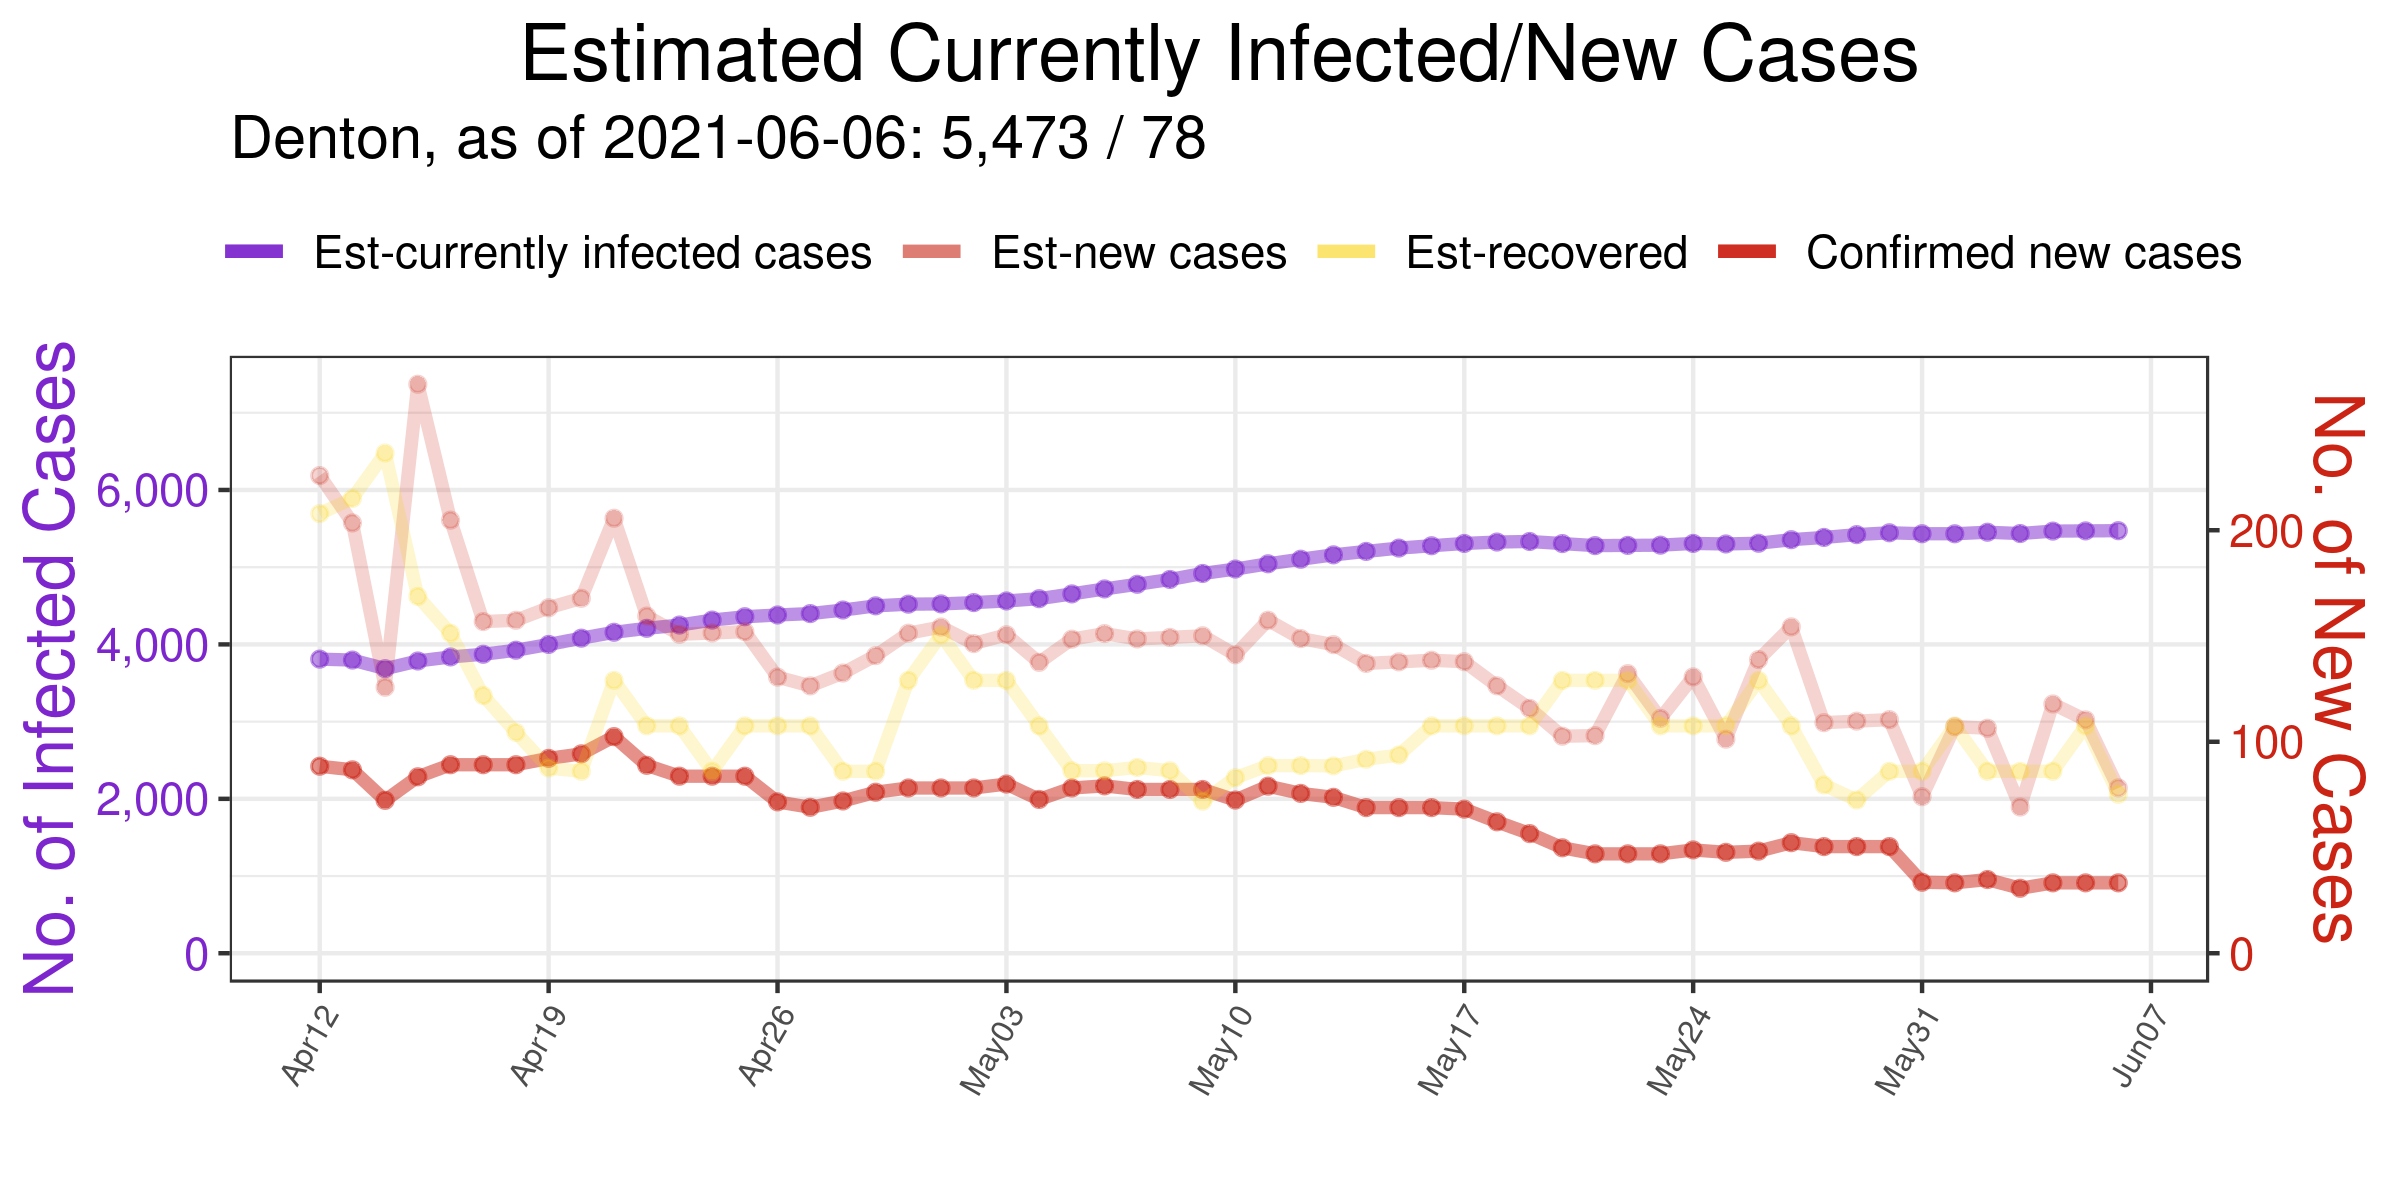 Estimated Currently Infected/New Cases
Denton, as of 2021-06-06: 5,473 / 78
Est-currently infected cases Est-new cases Est-recovered Confirmed new cases
No. of Infected Cases
6,000
4,000
2,000
0
200
100
0
No. of New Cases
Apr12 Apr19 Apr26 May03 May10 May17 May24 May31 Jun07